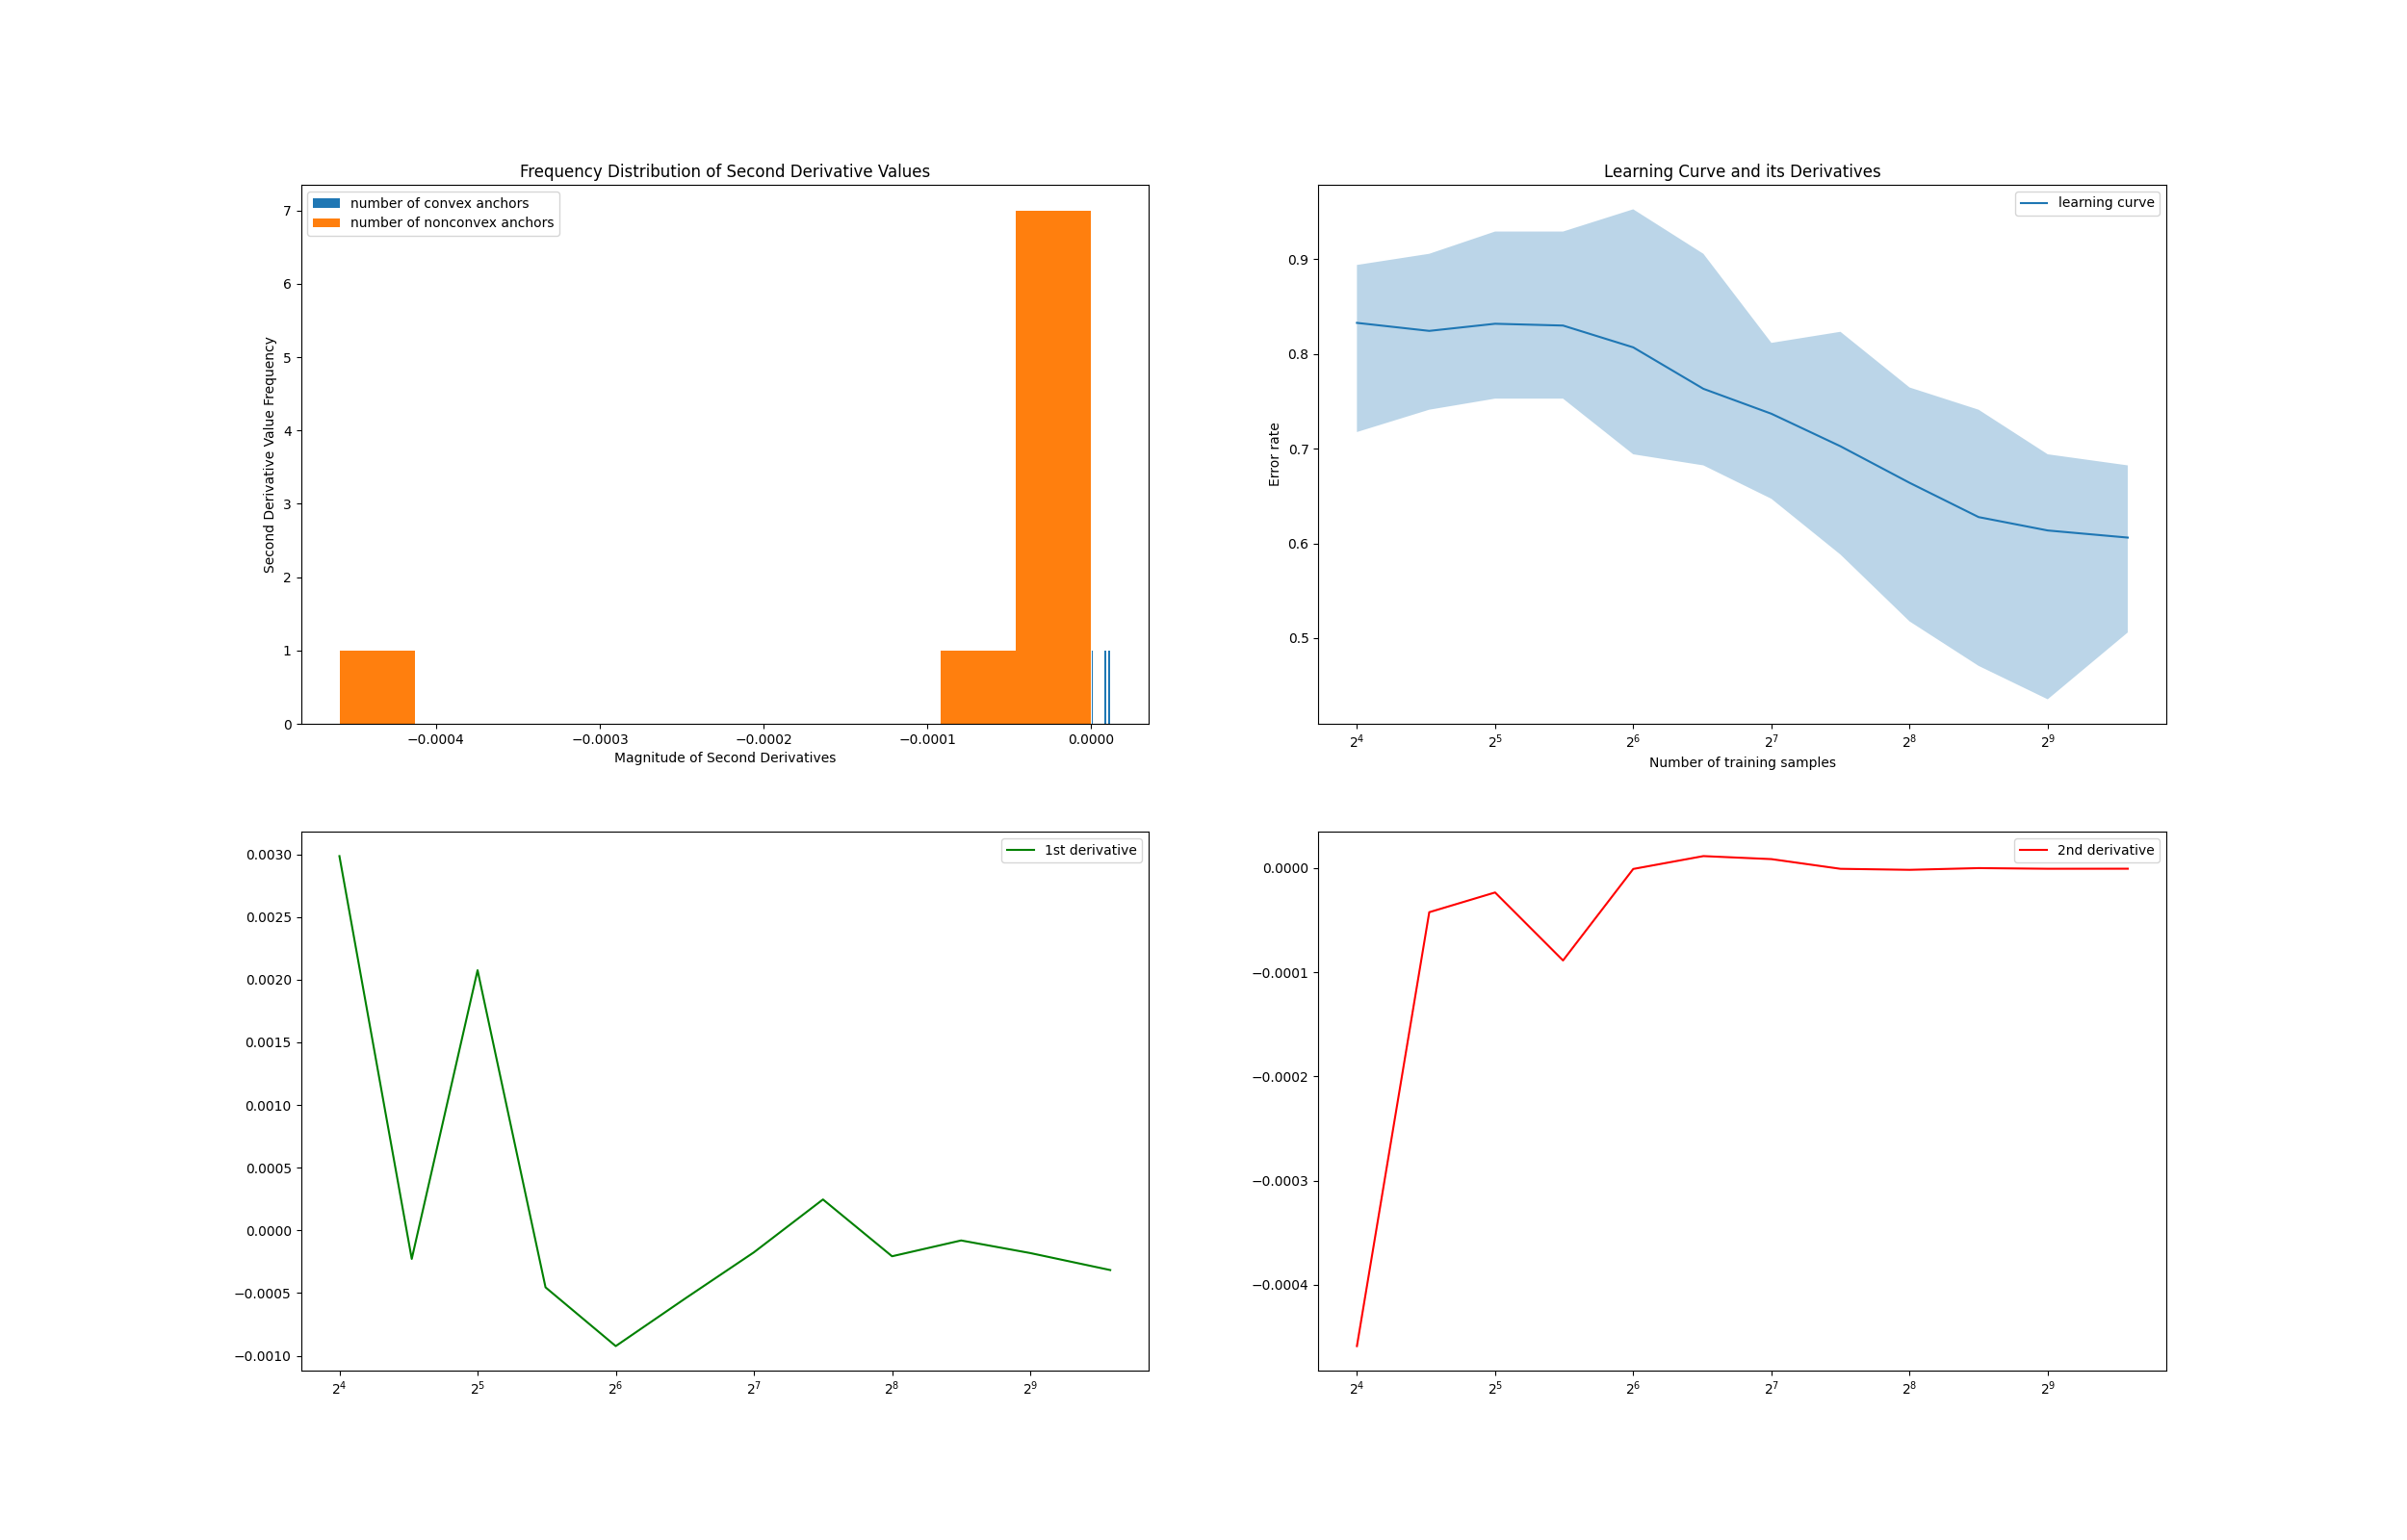 Frequency Distribution of Second Derivative Values
number of convex anchors
number of nonconvex anchors
7
6
5
4
3
2
1
0
Second Derivative Value Frequency
−0.0004 −0.0003 −0.0002 −0.0001 0.0000
Magnitude of Second Derivatives
Learning Curve and its Derivatives
learning curve
0.9
0.8
0.7
0.6
0.5
Error rate
2⁴ 2⁵ 2⁶ 2⁷ 2⁸ 2⁹
Number of training samples
1st derivative
0.0030
0.0025
0.0020
0.0015
0.0010
0.0005
0.0000
−0.0005
−0.0010
2⁴ 2⁵ 2⁶ 2⁷ 2⁸ 2⁹
2nd derivative
0.0000
−0.0001
−0.0002
−0.0003
−0.0004
2⁴ 2⁵ 2⁶ 2⁷ 2⁸ 2⁹